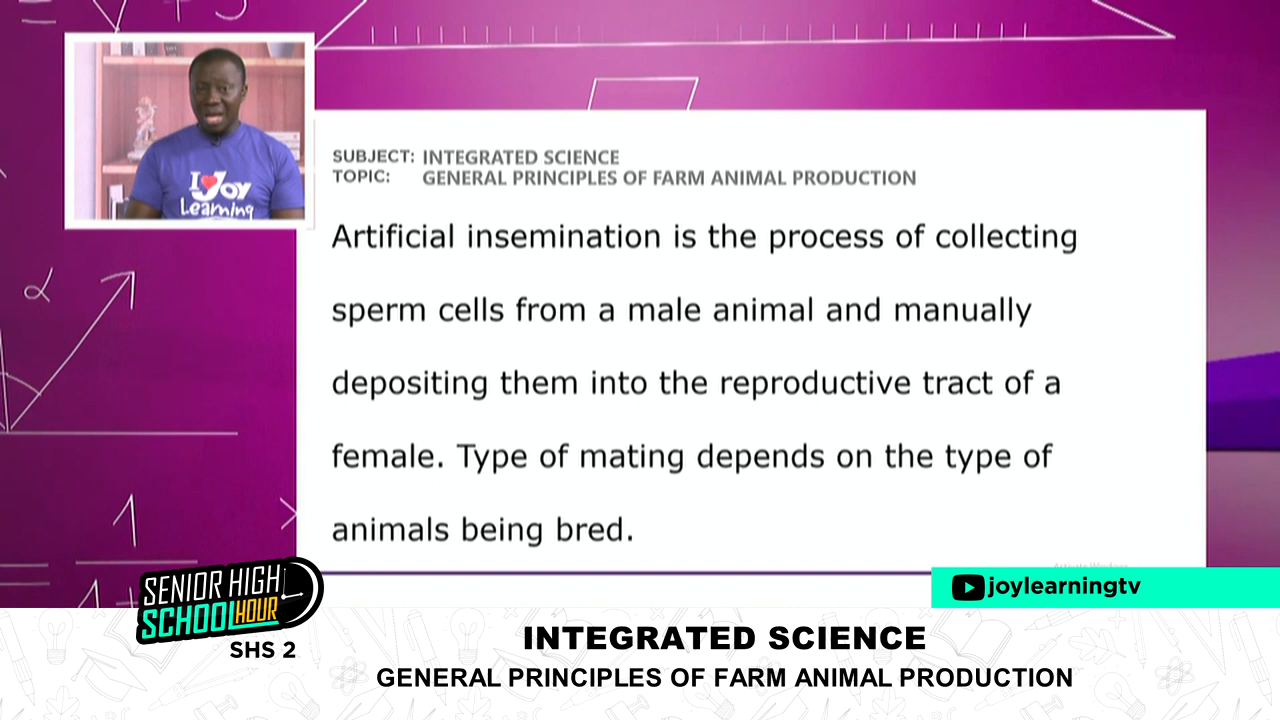 I Joy
Learning
SUBJECT: INTEGRATED SCIENCE
TOPIC: GENERAL PRINCIPLES OF FARM ANIMAL PRODUCTION
Artificial insemination is the process of collecting
sperm cells from a male animal and manually
depositing them into the reproductive tract of a
female. Type of mating depends on the type of
animals being bred.
Activate Windows
joylearningtv
SENIOR HIGH
SCHOOL HOUR
SHS 2
INTEGRATED SCIENCE
GENERAL PRINCIPLES OF FARM ANIMAL PRODUCTION